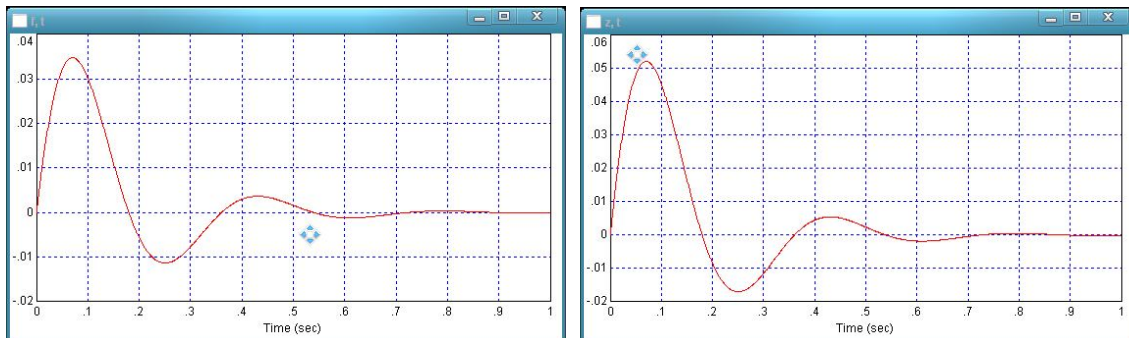 f, t
.04
.03
.02
.01
0
-.01
-.02
0 .1 .2 .3 .4 .5 .6 .7 .8 .9 1
Time (sec)
z, t
.06
.05
.04
.03
.02
.01
0
-.01
-.02
0 .1 .2 .3 .4 .5 .6 .7 .8 .9 1
Time (sec)